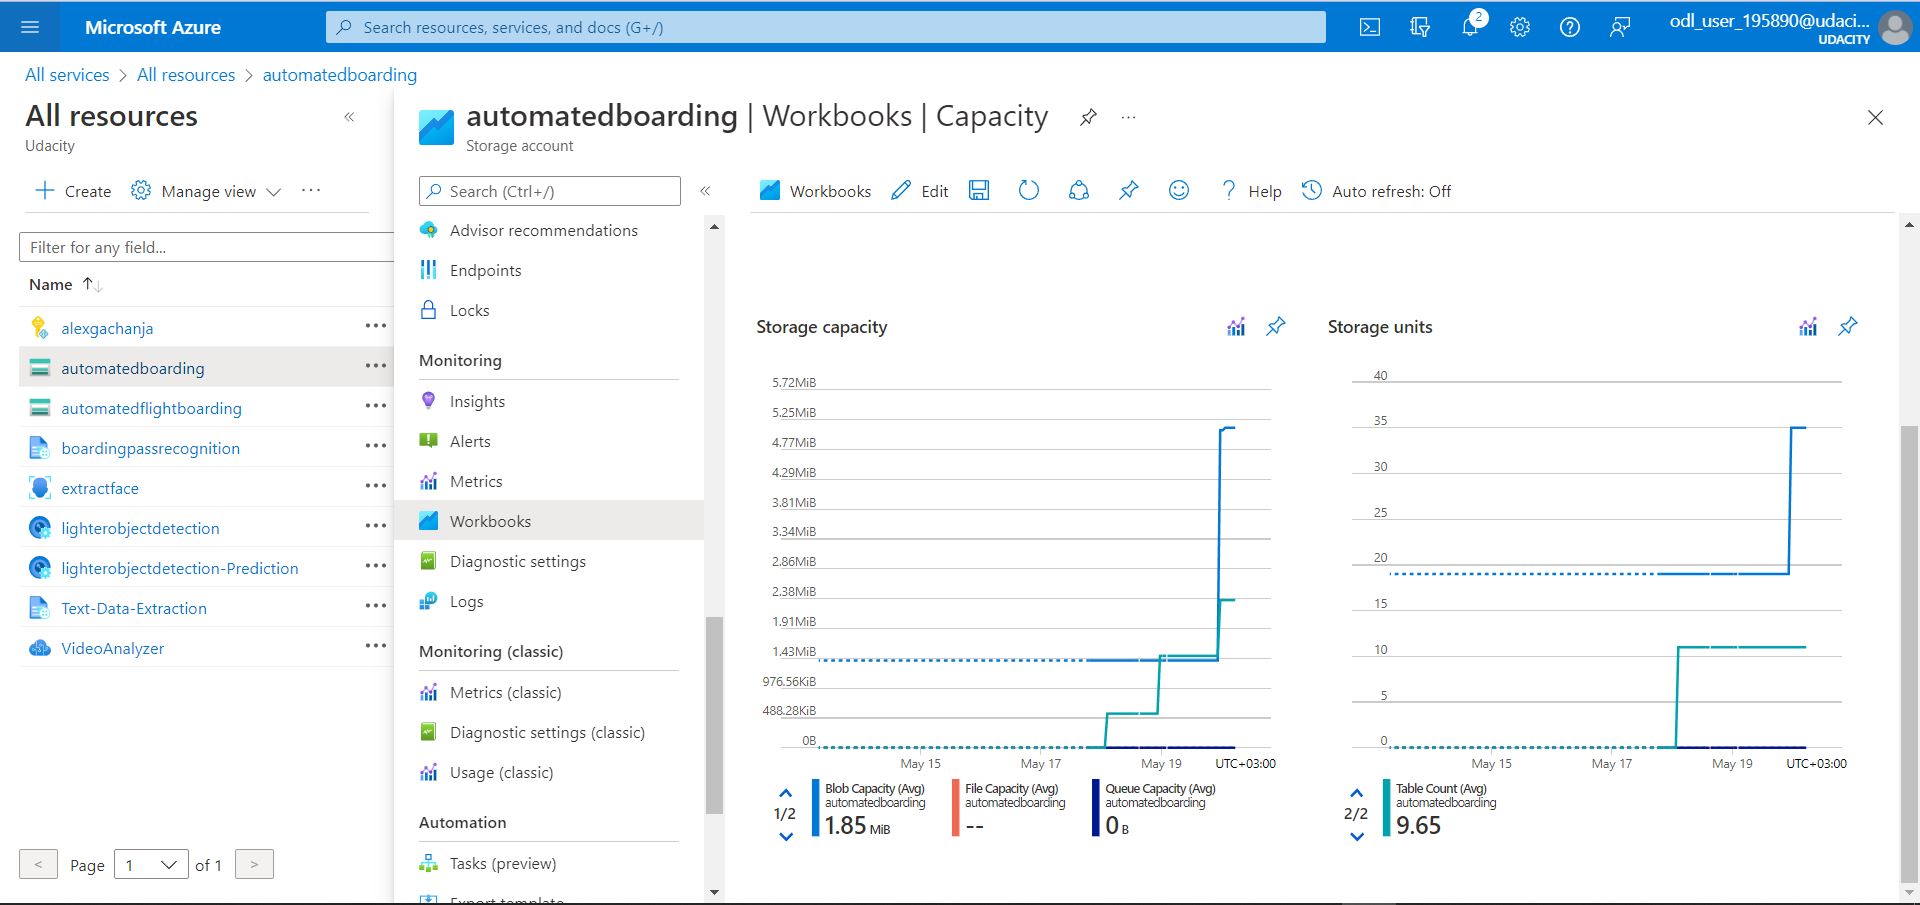 Microsoft Azure
Search resources, services, and docs (G+/)
2
odl_user_195890@udaci...
UDACITY
All services > All resources > automatedboarding
All resources
Udacity
«
Create
Manage view
Filter for any field...
Name
alexgachanja
automatedboarding
automatedflightboarding
boardingpassrecognition
extractface
lighterobjectdetection
lighterobjectdetection-Prediction
Text-Data-Extraction
VideoAnalyzer
< Page 1 of 1 >
automatedboarding | Workbooks | Capacity
Storage account
Search (Ctrl+/)
«
Advisor recommendations
Endpoints
Locks
Monitoring
Insights
Alerts
Metrics
Workbooks
Diagnostic settings
Logs
Monitoring (classic)
Metrics (classic)
Diagnostic settings (classic)
Usage (classic)
Automation
Tasks (preview)
Export template
Workbooks
Edit
? Help
Auto refresh: Off
Storage capacity
5.72MiB
5.25MiB
4.77MiB
4.29MiB
3.81MiB
3.34MiB
2.86MiB
2.38MiB
1.91MiB
1.43MiB
976.56KiB
488.28KiB
0B
May 15
May 17
May 19
UTC+03:00
1/2
Blob Capacity (Avg)
automatedboarding
1.85 MiB
File Capacity (Avg)
automatedboarding
--
Queue Capacity (Avg)
automatedboarding
0 B
Storage units
40
35
30
25
20
15
10
5
0
May 15
May 17
May 19
UTC+03:00
2/2
Table Count (Avg)
automatedboarding
9.65